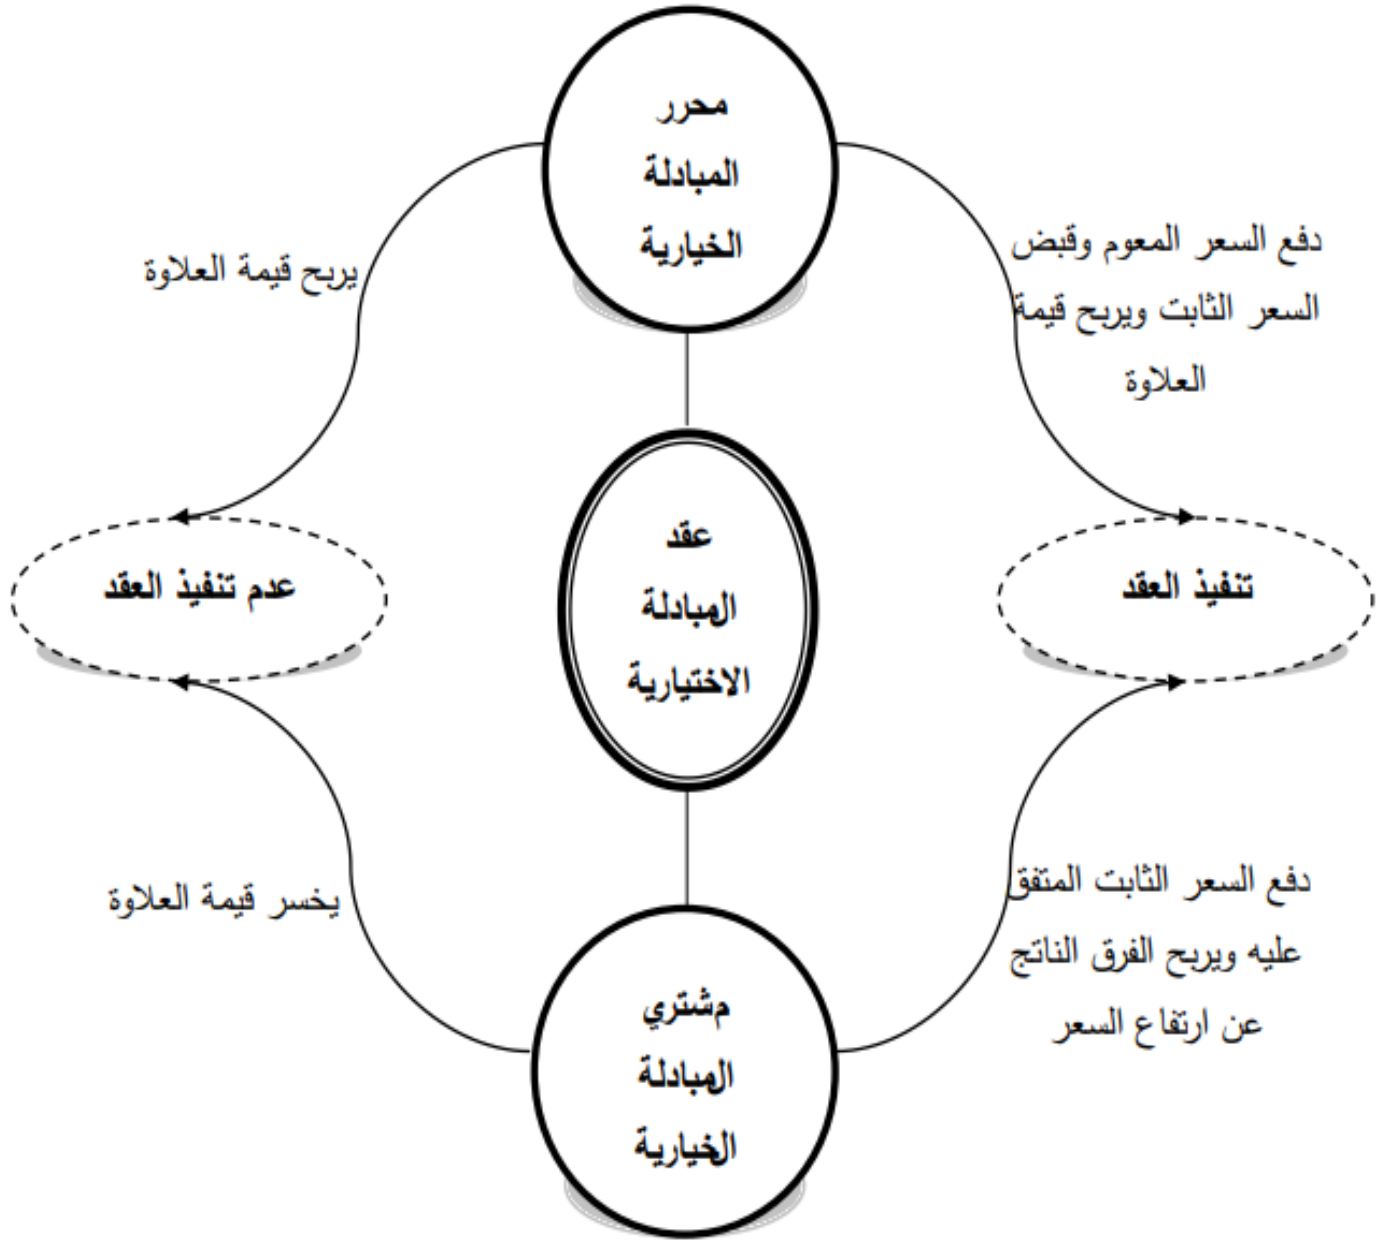 محرر
المبادلة
الخيارية
دفع السعر المعوم وقبض
السعر الثابت ويربح قيمة
العلاوة
يربح قيمة العلاوة
عقد
المبادلة
الاختيارية
تنفيذ العقد
عدم تنفيذ العقد
دفع السعر الثابت المتفق
عليه ويربح الفرق الناتج
عن ارتفاع السعر
يخسر قيمة العلاوة
مشتري
المبادلة
الخيارية